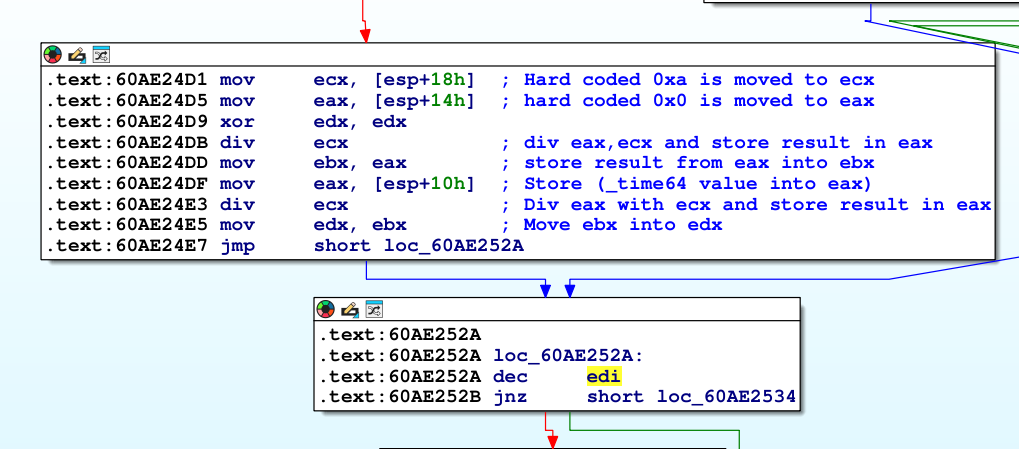 .text:60AE24D1 mov ecx, [esp+18h] ; Hard coded 0xa is moved to ecx
.text:60AE24D5 mov eax, [esp+14h] ; hard coded 0x0 is moved to eax
.text:60AE24D9 xor edx, edx
.text:60AE24DB div ecx ; div eax,ecx and store result in eax
.text:60AE24DD mov ebx, eax ; store result from eax into ebx
.text:60AE24DF mov eax, [esp+10h] ; Store (_time64 value into eax)
.text:60AE24E3 div ecx ; Div eax with ecx and store result in eax
.text:60AE24E5 mov edx, ebx ; Move ebx into edx
.text:60AE24E7 jmp short loc_60AE252A
.text:60AE252A
.text:60AE252A loc_60AE252A:
.text:60AE252A dec edi
.text:60AE252B jnz short loc_60AE2534